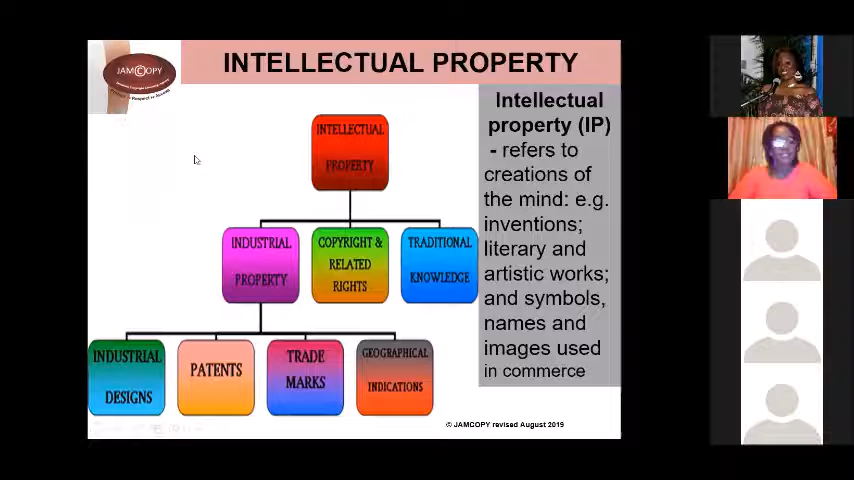 JAMCOPY
INTELLECTUAL PROPERTY
INTELLECTUAL
PROPERTY
INDUSTRIAL
PROPERTY
COPYRIGHT &
RELATED
RIGHTS
TRADITIONAL
KNOWLEDGE
INDUSTRIAL
DESIGNS
PATENTS
TRADE
MARKS
GEOGRAPHICAL
INDICATIONS
Intellectual
property (IP)
- refers to
creations of
the mind: e.g.
inventions;
literary and
artistic works;
and symbols,
names and
images used
in commerce
© JAMCOPY revised August 2019